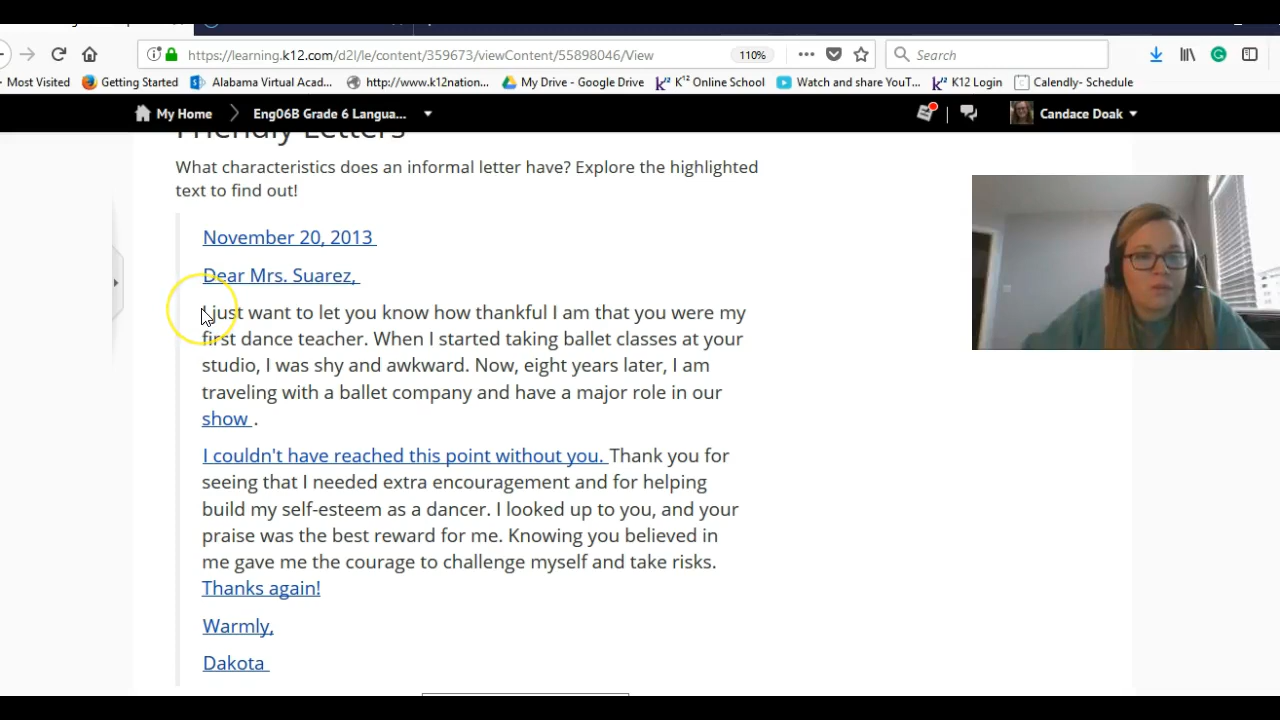 https://learning.k12.com/d2l/le/content/359673/viewContent/55898046/View
110%
Search
Most Visited
Getting Started
Alabama Virtual Acad...
http://www.k12nation...
My Drive - Google Drive
K¹² Online School
Watch and share YouT...
K12 Login
Calendly- Schedule
My Home
Eng06B Grade 6 Langua...
Candace Doak
Friendly Letters
What characteristics does an informal letter have? Explore the highlighted
text to find out!
November 20, 2013
Dear Mrs. Suarez,
I just want to let you know how thankful I am that you were my
first dance teacher. When I started taking ballet classes at your
studio, I was shy and awkward. Now, eight years later, I am
traveling with a ballet company and have a major role in our
show .
I couldn't have reached this point without you. Thank you for
seeing that I needed extra encouragement and for helping
build my self-esteem as a dancer. I looked up to you, and your
praise was the best reward for me. Knowing you believed in
me gave me the courage to challenge myself and take risks.
Thanks again!
Warmly,
Dakota